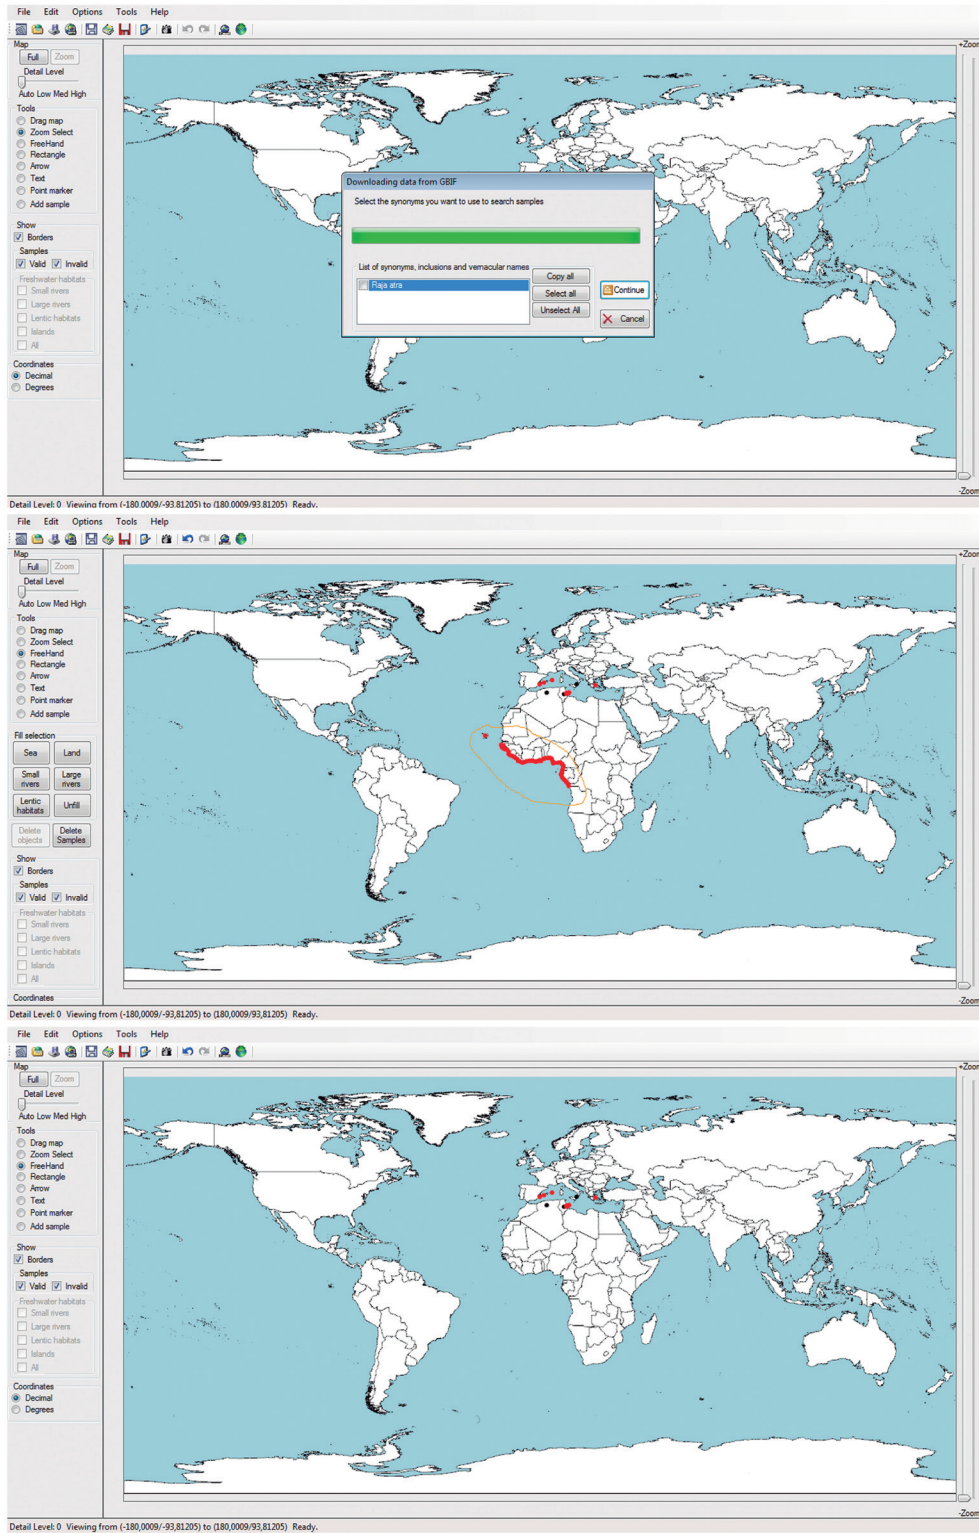 File Edit Options Tools Help
Map
Full Zoom
Detail Level
Auto Low Med High
Tools
Drag map
Zoom Select
FreeHand
Rectangle
Arrow
Text
Point marker
Add sample
Show
Borders
Samples
Valid Invalid
Freshwater habitats
Small rivers
Large rivers
Lentic habitats
Islands
All
Coordinates
Decimal
Degrees
+Zoom
Downloading data from GBIF
Select the synonyms you want to use to search samples
List of synonyms, inclusions and vernacular names
Raja atra
Copy all
Select all
Unselect All
Continue
Cancel
-Zoom
Detail Level: 0 Viewing from (-180,0009/-93,81205) to (180,0009/93,81205) Ready.
File Edit Options Tools Help
Map
Full Zoom
Detail Level
Auto Low Med High
Tools
Drag map
Zoom Select
FreeHand
Rectangle
Arrow
Text
Point marker
Add sample
Fill selection
Sea Land
Small rivers Large rivers
Lentic habitats Unfill
Delete objects Delete Samples
Show
Borders
Samples
Valid Invalid
Freshwater habitats
Small rivers
Large rivers
Lentic habitats
Islands
All
Coordinates
+Zoom
-Zoom
Detail Level: 0 Viewing from (-180,0009/-93,81205) to (180,0009/93,81205) Ready.
File Edit Options Tools Help
Map
Full Zoom
Detail Level
Auto Low Med High
Tools
Drag map
Zoom Select
FreeHand
Rectangle
Arrow
Text
Point marker
Add sample
Show
Borders
Samples
Valid Invalid
Freshwater habitats
Small rivers
Large rivers
Lentic habitats
Islands
All
Coordinates
Decimal
Degrees
+Zoom
-Zoom
Detail Level: 0 Viewing from (-180,0009/-93,81205) to (180,0009/93,81205) Ready.